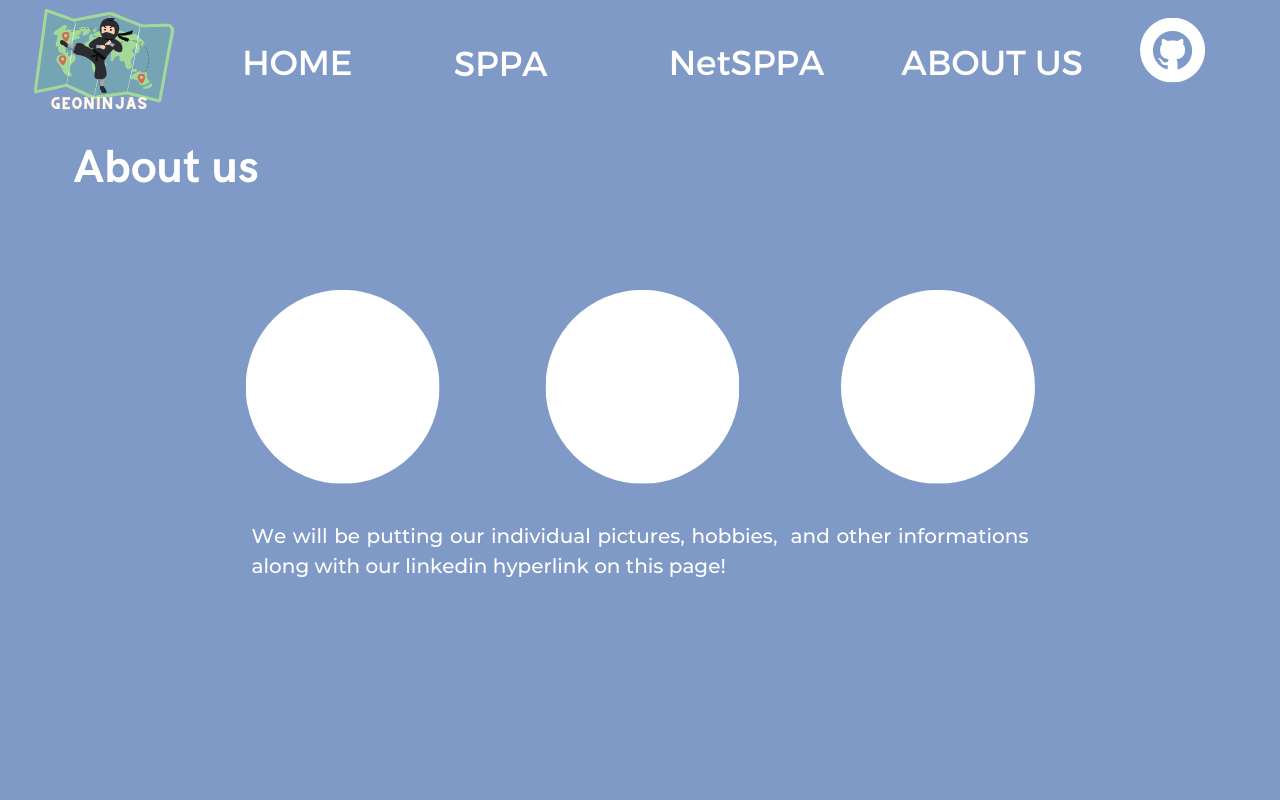 GEONINJAS
HOME
SPPA
NetSPPA
ABOUT US
About us
We will be putting our individual pictures, hobbies,  and other informations
along with our linkedin hyperlink on this page!